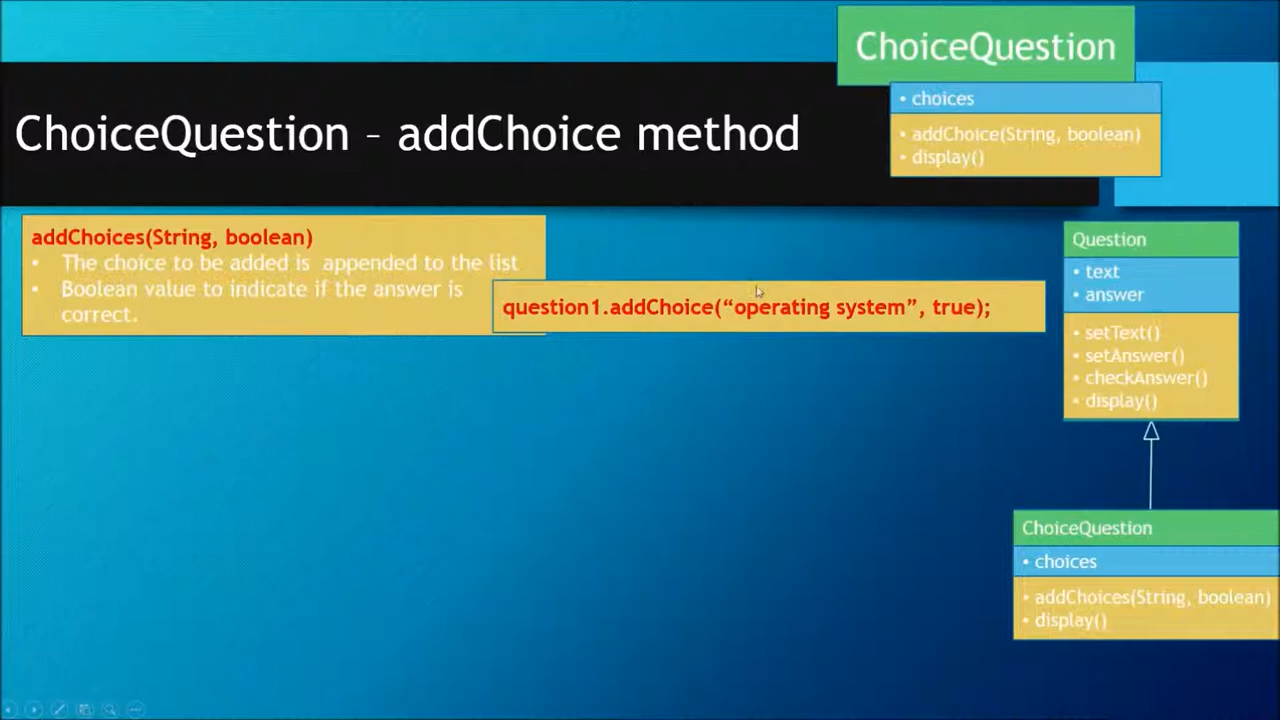 ChoiceQuestion
• choices
• addChoice(String, boolean)
• display()
ChoiceQuestion – addChoice method
addChoices(String, boolean)
• The choice to be added is appended to the list
• Boolean value to indicate if the answer is
correct.
question1.addChoice(“operating system”, true);
Question
• text
• answer
• setText()
• setAnswer()
• checkAnswer()
• display()
ChoiceQuestion
• choices
• addChoices(String, boolean)
• display()